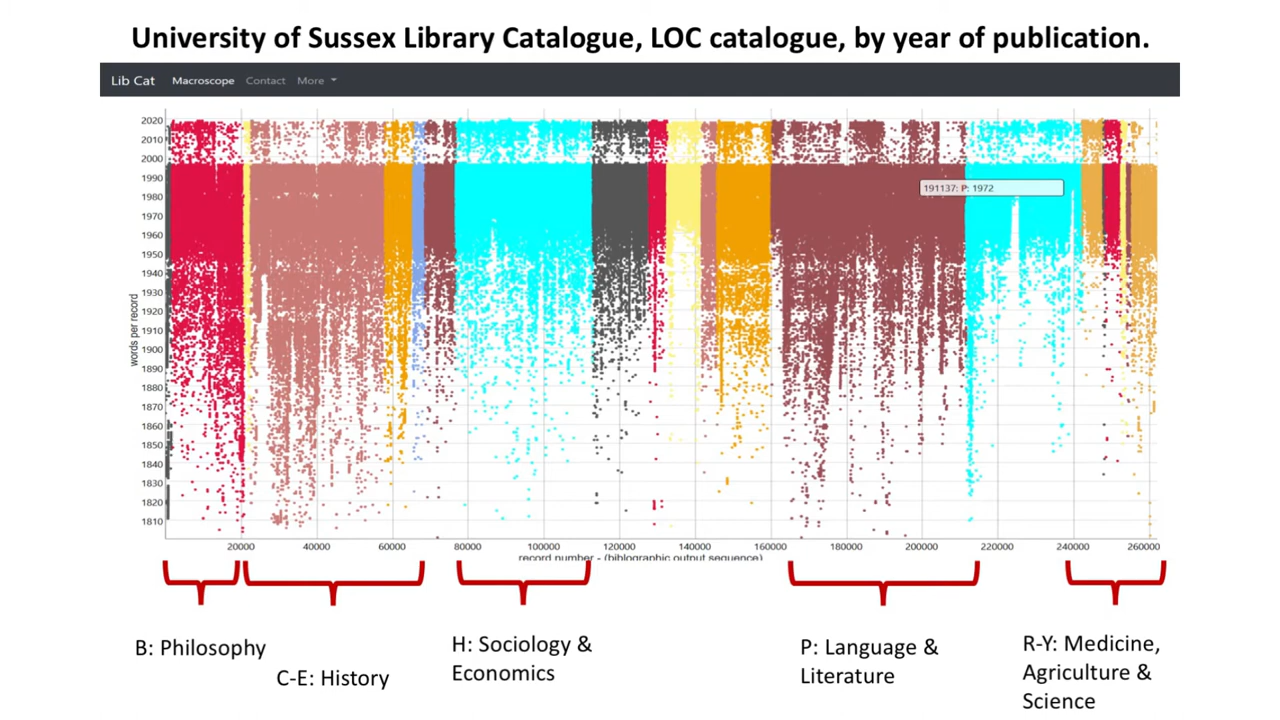 University of Sussex Library Catalogue, LOC catalogue, by year of publication.
Lib Cat Macroscope Contact More
2020
2010
2000
1990
1980
1970
1960
1950
1940
1930
1920
1910
1900
1890
1880
1870
1860
1850
1840
1830
1820
1810
words per record
191137: P: 1972
20000 40000 60000 80000 100000 120000 140000 160000 180000 200000 220000 240000 260000
record number - (bibliographic output sequence)
B: Philosophy
C-E: History
H: Sociology &
Economics
P: Language &
Literature
R-Y: Medicine,
Agriculture &
Science